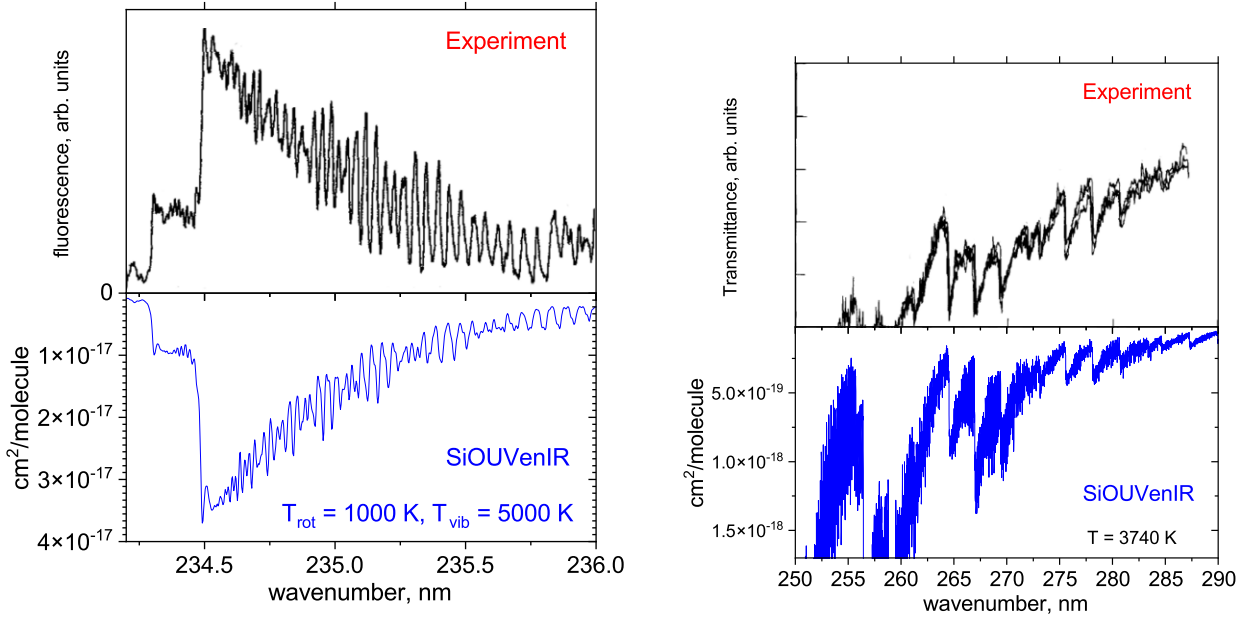 Experiment
fluorescence, arb. units
0
1×10⁻¹⁷
2×10⁻¹⁷
3×10⁻¹⁷
4×10⁻¹⁷
cm²/molecule
SiOUVenIR
T_rot = 1000 K, T_vib = 5000 K
234.5 235.0 235.5 236.0
wavenumber, nm
Experiment
Transmittance, arb. units
5.0×10⁻¹⁹
1.0×10⁻¹⁸
1.5×10⁻¹⁸
cm²/molecule
SiOUVenIR
T = 3740 K
250 255 260 265 270 275 280 285 290
wavenumber, nm